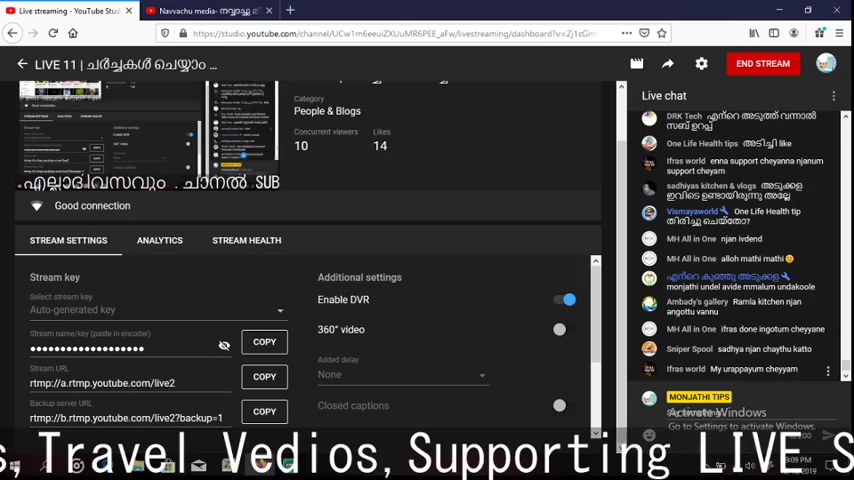 Live streaming - YouTube Studi
Navvachu media- നവ്വാച്ചു മീ
https://studio.youtube.com/channel/UCw1m6eeuiZXUuMR6PEE_aFw/livestreaming/dashboard?v=Zj1cGm
LIVE 11 | ചർച്ചകൾ ചെയ്യാം ...
END STREAM
Category
People & Blogs
Concurrent viewers
Likes
10
14
എല്ലാദിവസവും . ചാനൽ SUB
Good connection
STREAM SETTINGS
ANALYTICS
STREAM HEALTH
Stream key
Select stream key
Auto-generated key
Stream name/key (paste in encoder)
COPY
Stream URL
rtmp://a.rtmp.youtube.com/live2
COPY
Backup server URL
rtmp://b.rtmp.youtube.com/live2?backup=1
COPY
Additional settings
Enable DVR
360° video
Added delay
None
Closed captions
Live chat
DRK Tech എന്റെ അടുത്ത് വന്നാൽ
സബ് ഉറപ്പ്
One Life Health tips അടിച്ചി like
Ifras world enna support cheyanna njanum
support cheyam
sadhiyas kitchen & vlogs അടുക്കള
ഇവിടെ ഉണ്ടായിരുന്നു അല്ലേ
Vismayaworld One Life Health tip
തിരിച്ചു ചെയ്തോ?
MH All in One njan ivdend
MH All in One alloh mathi mathi
എന്റെ കുഞ്ഞു അടുക്കള
monjathi undel avide mmalum undakoole
Ambady's gallery Ramla kitchen njan
angottu vannu
MH All in One ifras done ingotum cheyyane
Sniper Spool sadhya njan chaythu katto
Ifras world My urappayum cheyyam
MONJATHI TIPS
Activate Windows
Go to Settings to activate Windows.
s, Travel Vedios, Supporting LIVE S